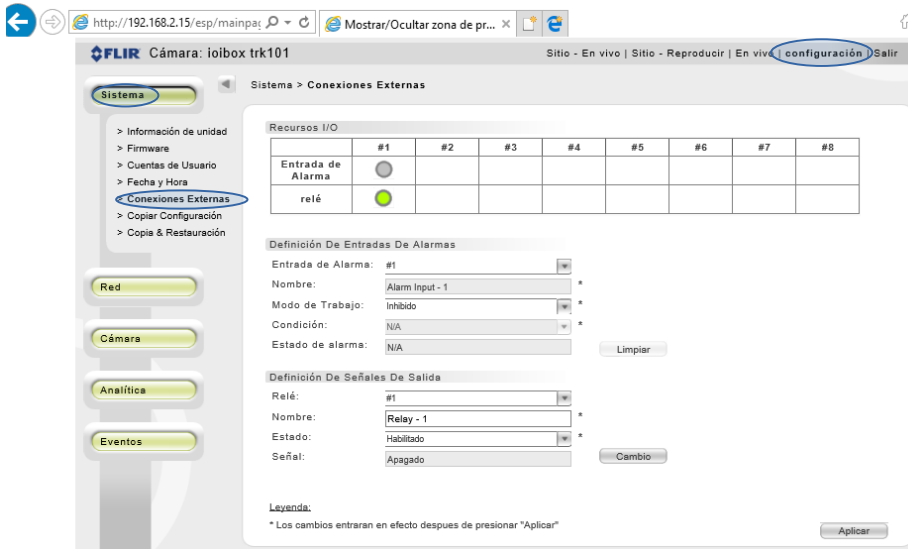 http://192.168.2.15/esp/mainpag
Mostrar/Ocultar zona de pr...
FLIR Cámara: ioibox trk101
Sitio - En vivo | Sitio - Reproducir | En vivo | configuración | Salir
Sistema
> Información de unidad
> Firmware
> Cuentas de Usuario
> Fecha y Hora
> Conexiones Externas
> Copiar Configuración
> Copia & Restauración
Red
Cámara
Analítica
Eventos
Sistema > Conexiones Externas
Recursos I/O
#1 #2 #3 #4 #5 #6 #7 #8
Entrada de Alarma
relé
Definición De Entradas De Alarmas
Entrada de Alarma: #1
Nombre: Alarm Input - 1 *
Modo de Trabajo: Inhibido *
Condición: N/A *
Estado de alarma: N/A Limpiar
Definición De Señales De Salida
Relé: #1
Nombre: Relay - 1 *
Estado: Habilitado *
Señal: Apagado Cambio
Leyenda:
* Los cambios entraran en efecto despues de presionar "Aplicar"
Aplicar